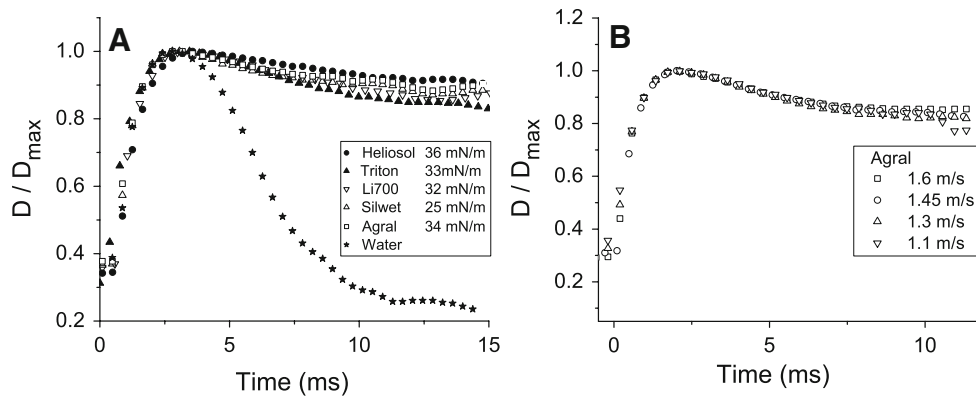 A
1.0
0.8
0.6
0.4
0.2
D / Dmax
Heliosol 36 mN/m
Triton 33mN/m
Li700 32 mN/m
Silwet 25 mN/m
Agral 34 mN/m
Water
0 5 10 15
Time (ms)
B
1.2
1.0
0.8
0.6
0.4
0.2
D / Dmax
Agral
1.6 m/s
1.45 m/s
1.3 m/s
1.1 m/s
0 5 10
Time (ms)